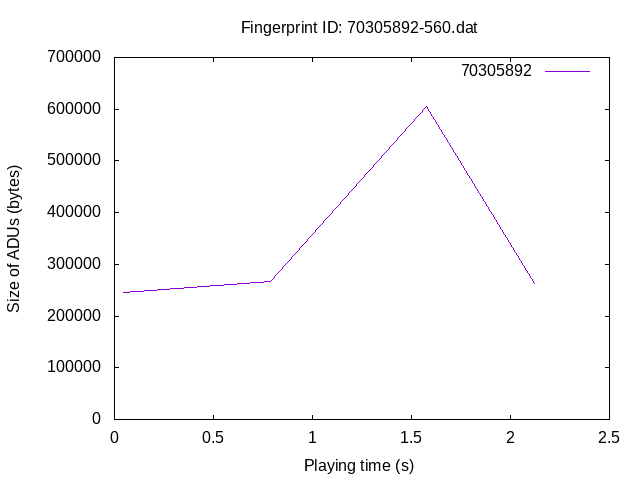 Fingerprint ID: 70305892-560.dat
700000
70305892
600000
500000
400000
300000
200000
100000
0
Size of ADUs (bytes)
0 0.5 1 1.5 2 2.5
Playing time (s)